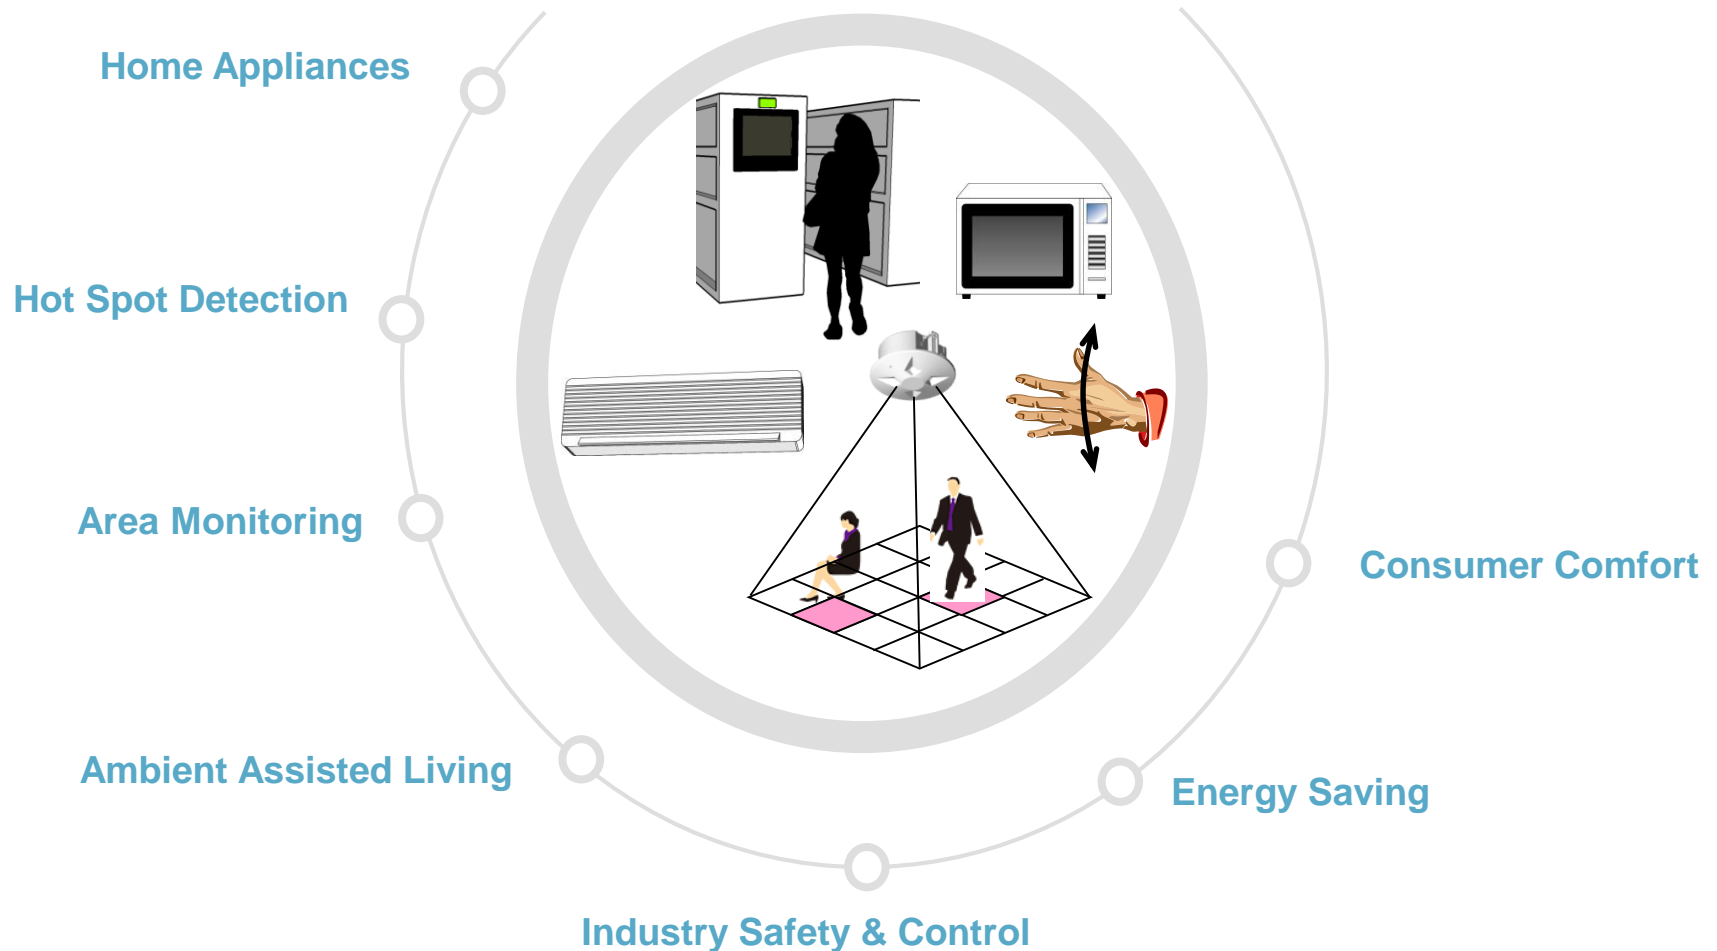 Home Appliances
Hot Spot Detection
Area Monitoring
Consumer Comfort
Ambient Assisted Living
Energy Saving
Industry Safety & Control